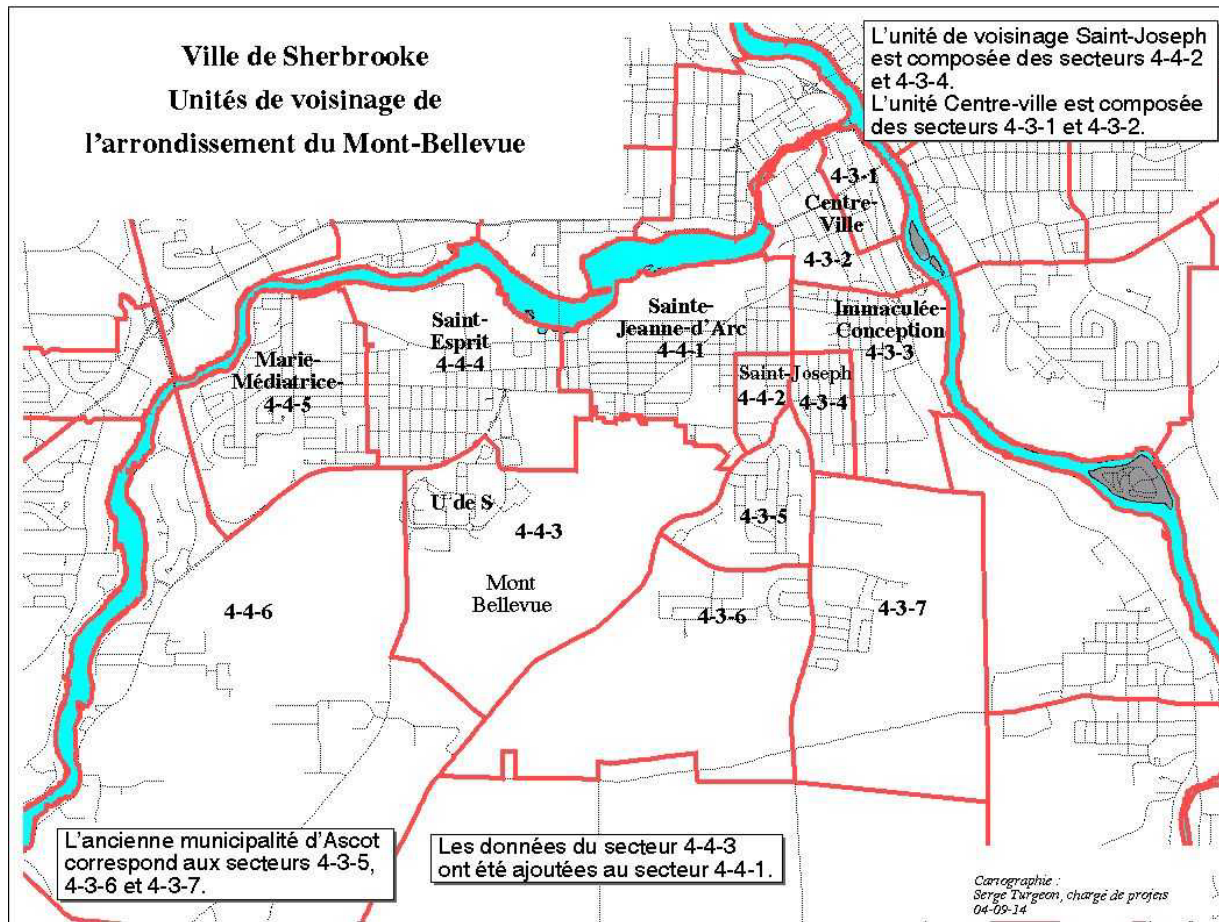 Ville de Sherbrooke
Unités de voisinage de
l'arrondissement du Mont-Bellevue
L'unité de voisinage Saint-Joseph
est composée des secteurs 4-4-2
et 4-3-4.
L'unité Centre-ville est composée
des secteurs 4-3-1 et 4-3-2.
4-3-1
Centre-
Ville
4-3-2
Sainte-
Jeanne-d'Arc
4-4-1
Immaculée-
Conception
4-3-3
Saint-
Esprit
4-4-4
Marie-
Médiatrice-
4-4-5
Saint-Joseph
4-4-2
4-3-4
U de S
4-4-3
4-3-5
Mont
Bellevue
4-4-6
4-3-6
4-3-7
L'ancienne municipalité d'Ascot
correspond aux secteurs 4-3-5,
4-3-6 et 4-3-7.
Les données du secteur 4-4-3
ont été ajoutées au secteur 4-4-1.
Cartographie :
Serge Turgeon, chargé de projets
04-09-14